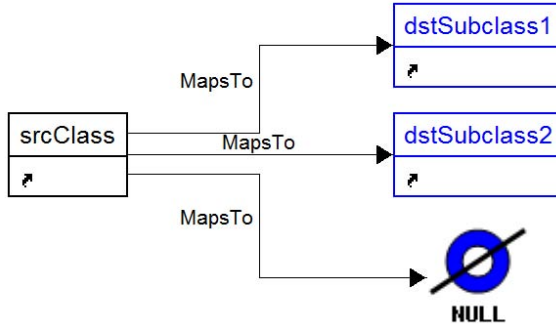 dstSubclass1
MapsTo
srcClass
MapsTo
dstSubclass2
MapsTo
NULL